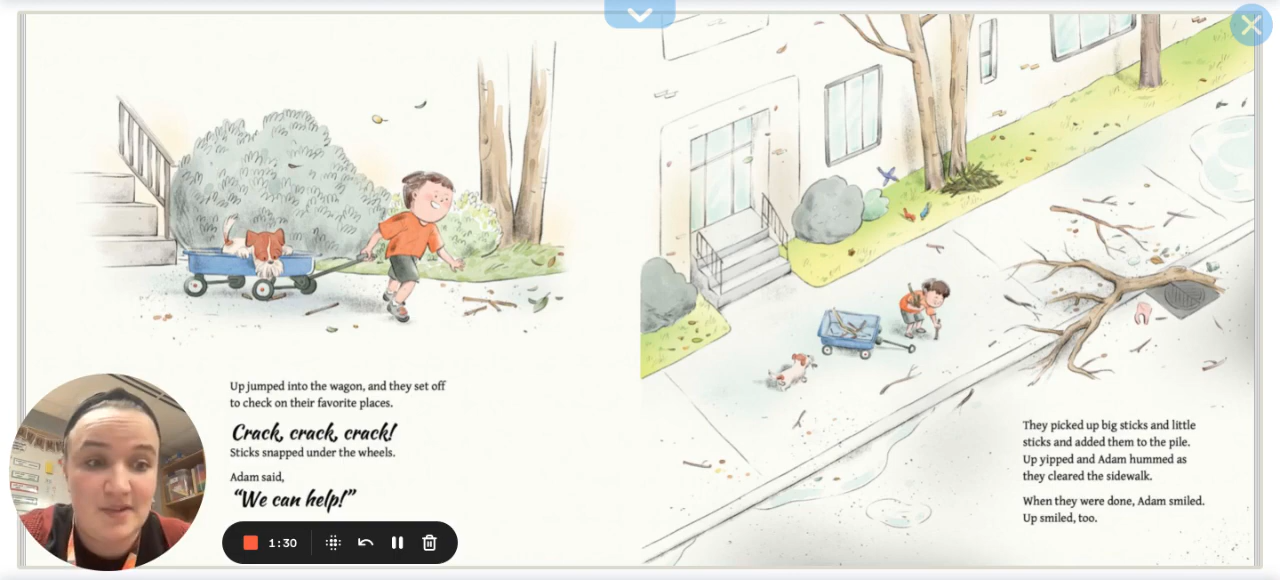 Up jumped into the wagon, and they set off
to check on their favorite places.
Crack, crack, crack!
Sticks snapped under the wheels.
Adam said,
“We can help!”
1:30
They picked up big sticks and little
sticks and added them to the pile.
Up yipped and Adam hummed as
they cleared the sidewalk.
When they were done, Adam smiled.
Up smiled, too.